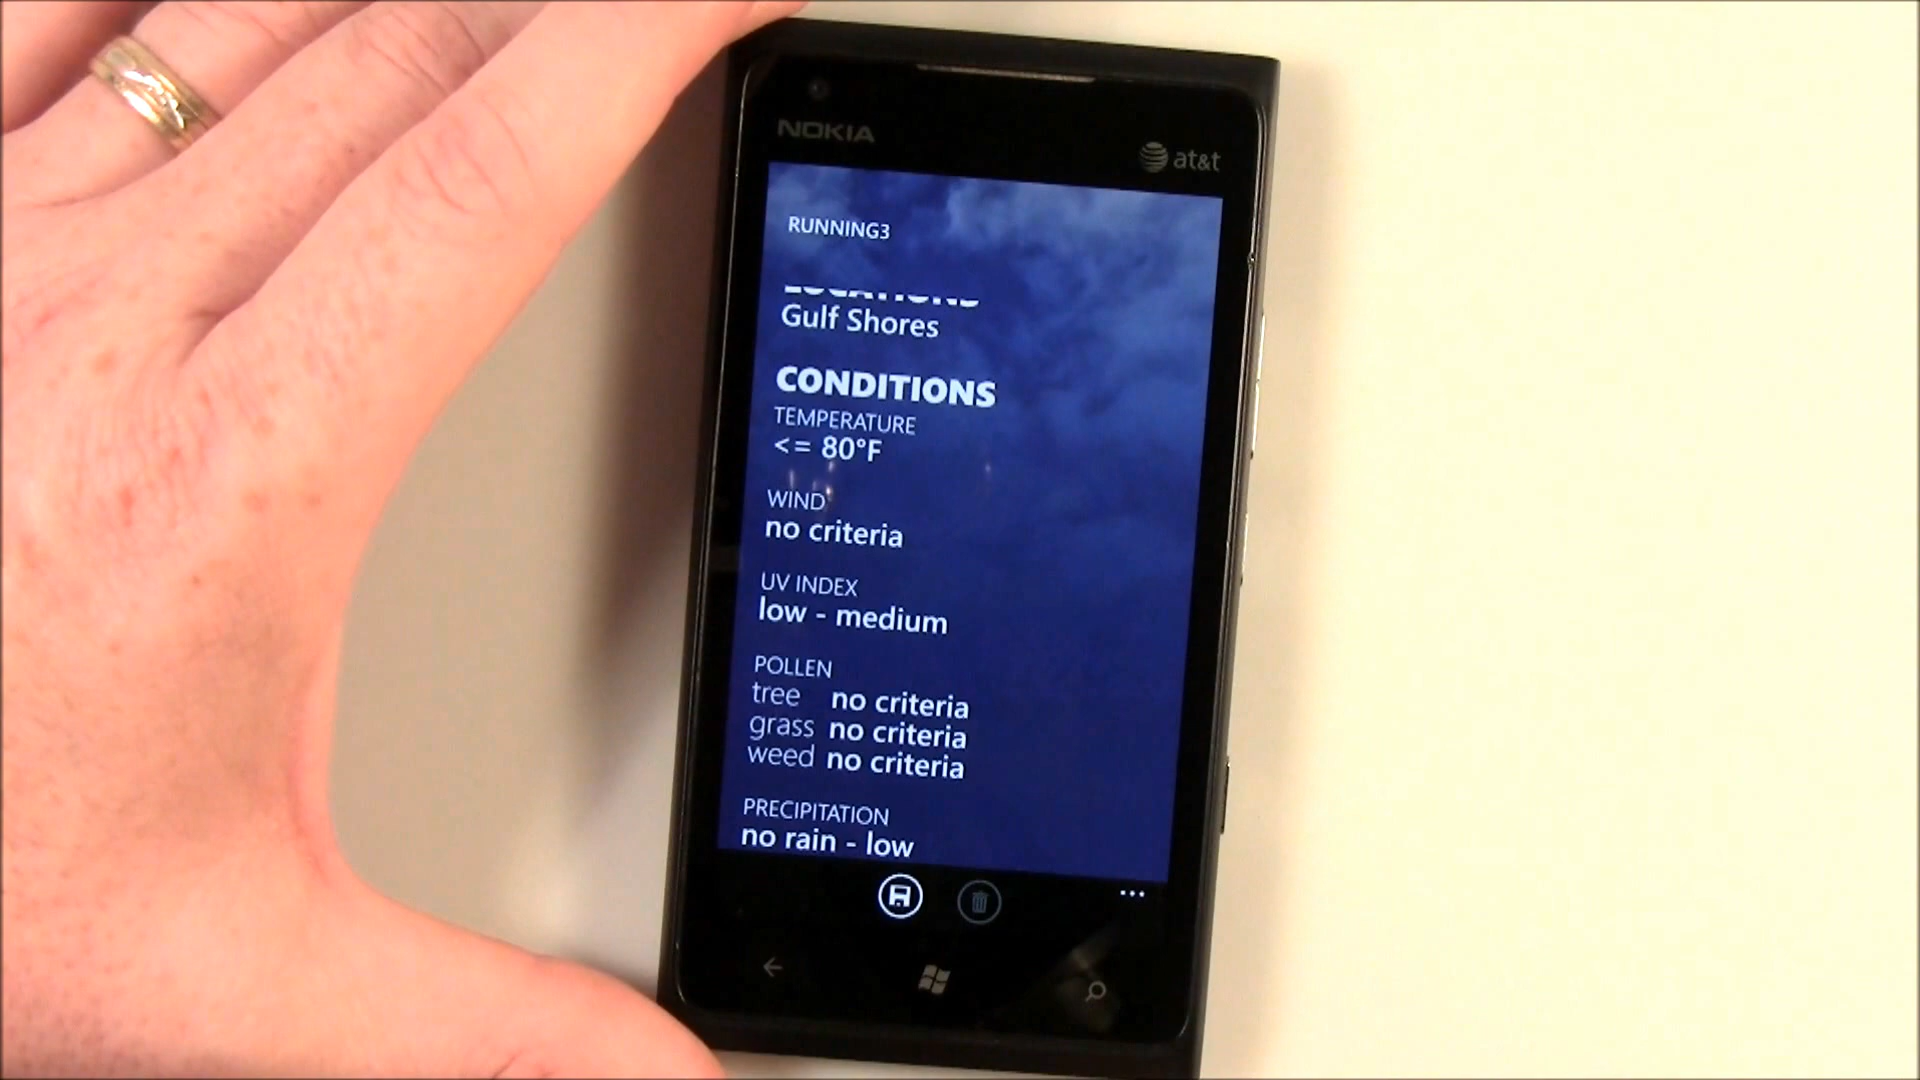 NOKIA
at&t
RUNNING3
LOCATIONS
Gulf Shores
CONDITIONS
TEMPERATURE
<= 80°F
WIND
no criteria
UV INDEX
low - medium
POLLEN
tree no criteria
grass no criteria
weed no criteria
PRECIPITATION
no rain - low